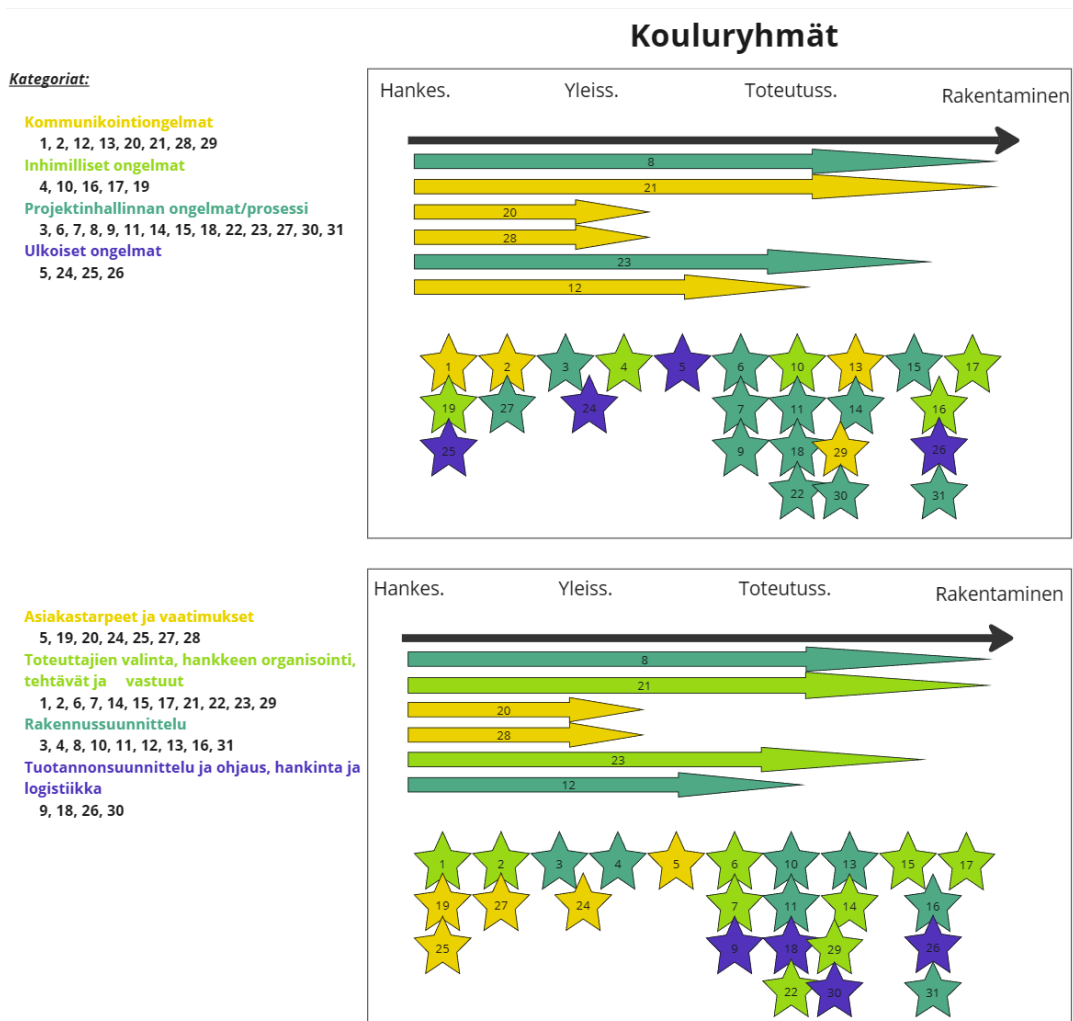 Kouluryhmät
Kategoriat:
Kommunikointiongelmat
1, 2, 12, 13, 20, 21, 28, 29
Inhimilliset ongelmat
4, 10, 16, 17, 19
Projektinhallinnan ongelmat/prosessi
3, 6, 7, 8, 9, 11, 14, 15, 18, 22, 23, 27, 30, 31
Ulkoiset ongelmat
5, 24, 25, 26
Hankes. Yleiss. Toteutuss. Rakentaminen
8
21
20
28
23
12
1 2 3 4 5 6 10 13 15 17
19 27 24 7 11 14 16
25 9 18 29 26
22 30 31
Asiakastarpeet ja vaatimukset
5, 19, 20, 24, 25, 27, 28
Toteuttajien valinta, hankkeen organisointi,
tehtävät ja vastuut
1, 2, 6, 7, 14, 15, 17, 21, 22, 23, 29
Rakennussuunnittelu
3, 4, 8, 10, 11, 12, 13, 16, 31
Tuotannonsuunnittelu ja ohjaus, hankinta ja
logistiikka
9, 18, 26, 30
Hankes. Yleiss. Toteutuss. Rakentaminen
8
21
20
28
23
12
1 2 3 4 5 6 10 13 15 17
19 27 24 7 11 14 16
25 9 18 29 26
22 30 31